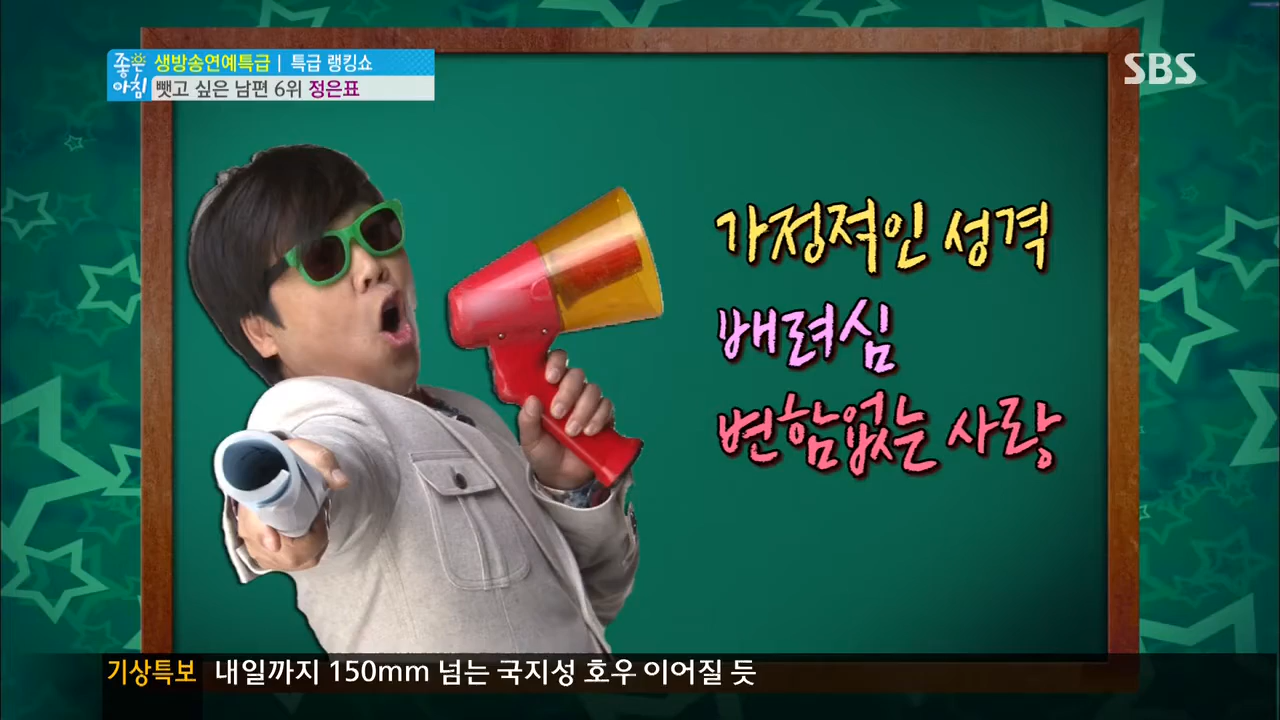 좋은
아침
생방송연예특급 | 특급 랭킹쇼
뺏고 싶은 남편 6위 정은표
SBS
가정적인 성격
배려심
변함없는 사랑
기상특보 내일까지 150mm 넘는 국지성 호우 이어질 듯